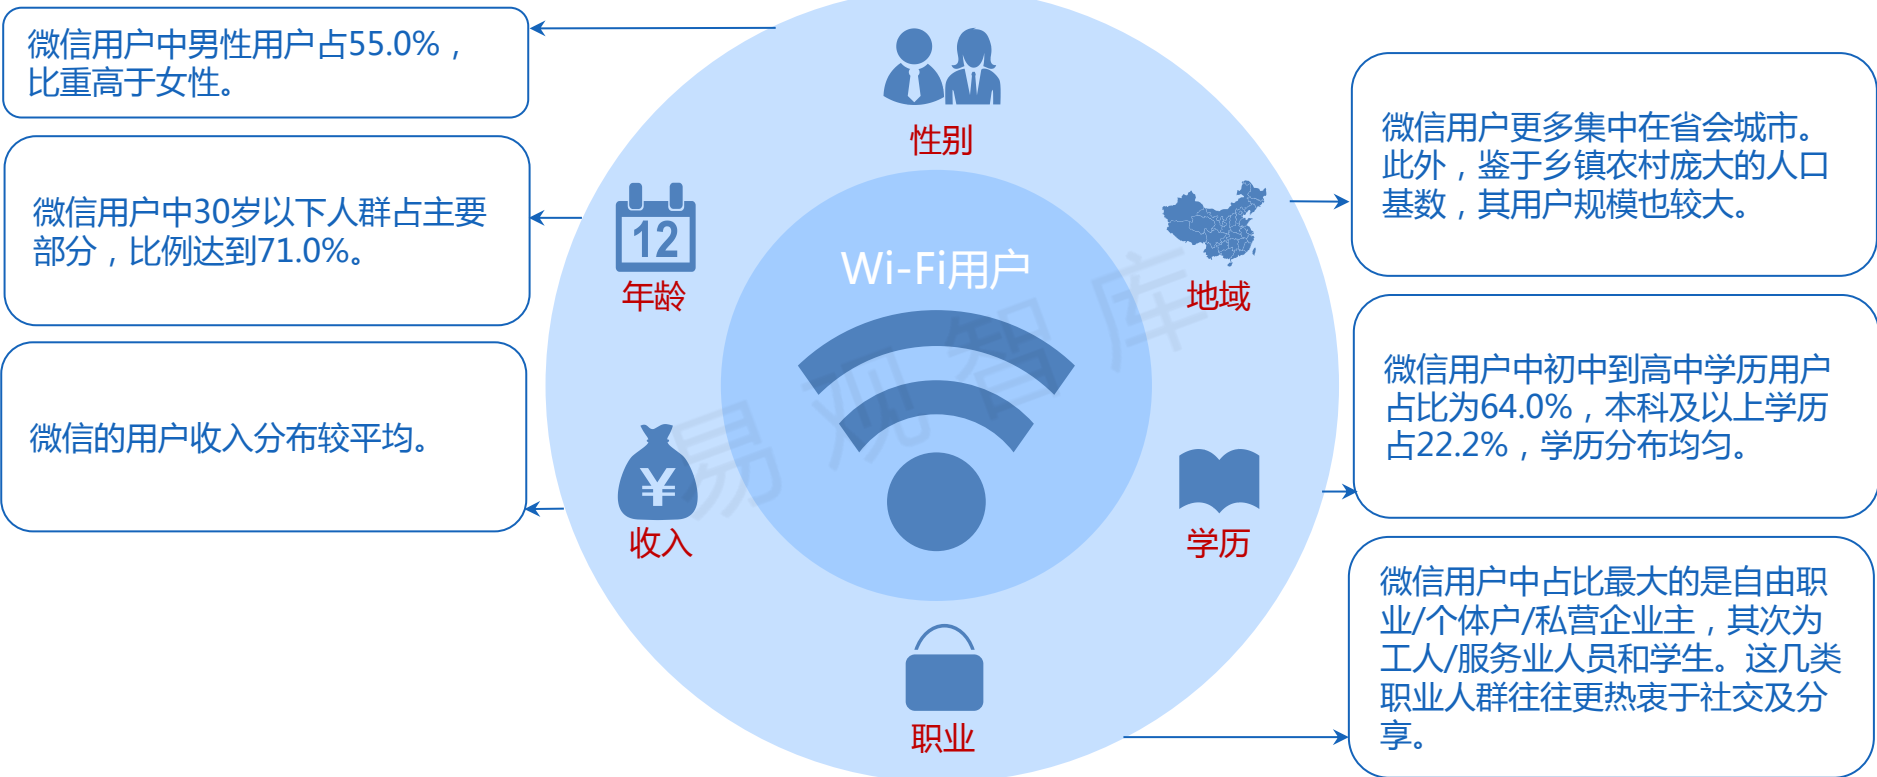 微信用户中男性用户占55.0%，
比重高于女性。
微信用户中30岁以下人群占主要
部分，比例达到71.0%。
微信的用户收入分布较平均。
性别
年龄
12
收入
¥
Wi-Fi用户
地域
学历
职业
微信用户更多集中在省会城市。
此外，鉴于乡镇农村庞大的人口
基数，其用户规模也较大。
微信用户中初中到高中学历用户
占比为64.0%，本科及以上学历
占22.2%，学历分布均匀。
微信用户中占比最大的是自由职
业/个体户/私营企业主，其次为
工人/服务业人员和学生。这几类
职业人群往往更热衷于社交及分
享。
易观智库